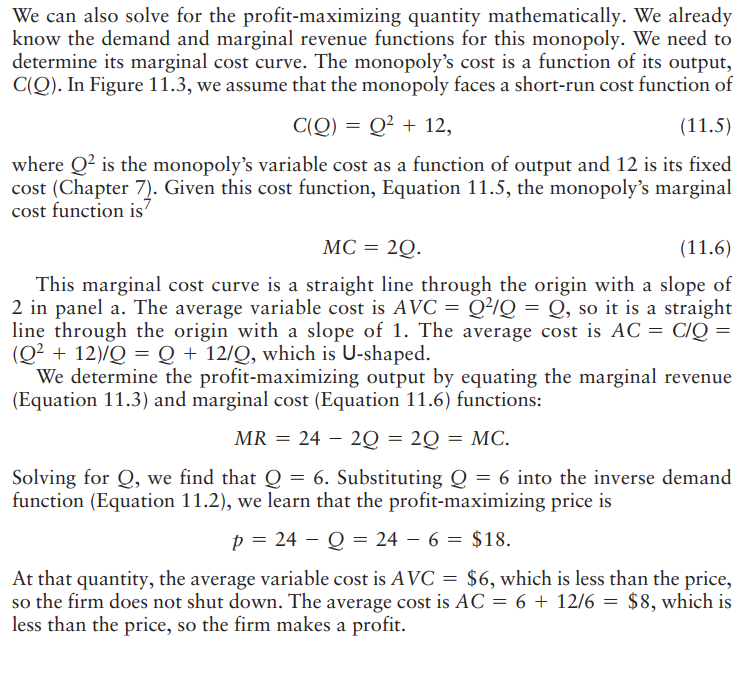 We can also solve for the profit-maximizing quantity mathematically. We already
know the demand and marginal revenue functions for this monopoly. We need to
determine its marginal cost curve. The monopoly's cost is a function of its output,
C(Q). In Figure 11.3, we assume that the monopoly faces a short-run cost function of
C(Q) = Q² + 12, (11.5)
where Q² is the monopoly's variable cost as a function of output and 12 is its fixed
cost (Chapter 7). Given this cost function, Equation 11.5, the monopoly's marginal
cost function is⁷
MC = 2Q. (11.6)
This marginal cost curve is a straight line through the origin with a slope of
2 in panel a. The average variable cost is AVC = Q²/Q = Q, so it is a straight
line through the origin with a slope of 1. The average cost is AC = C/Q =
(Q² + 12)/Q = Q + 12/Q, which is U-shaped.
We determine the profit-maximizing output by equating the marginal revenue
(Equation 11.3) and marginal cost (Equation 11.6) functions:
MR = 24 − 2Q = 2Q = MC.
Solving for Q, we find that Q = 6. Substituting Q = 6 into the inverse demand
function (Equation 11.2), we learn that the profit-maximizing price is
p = 24 − Q = 24 − 6 = $18.
At that quantity, the average variable cost is AVC = $6, which is less than the price,
so the firm does not shut down. The average cost is AC = 6 + 12/6 = $8, which is
less than the price, so the firm makes a profit.